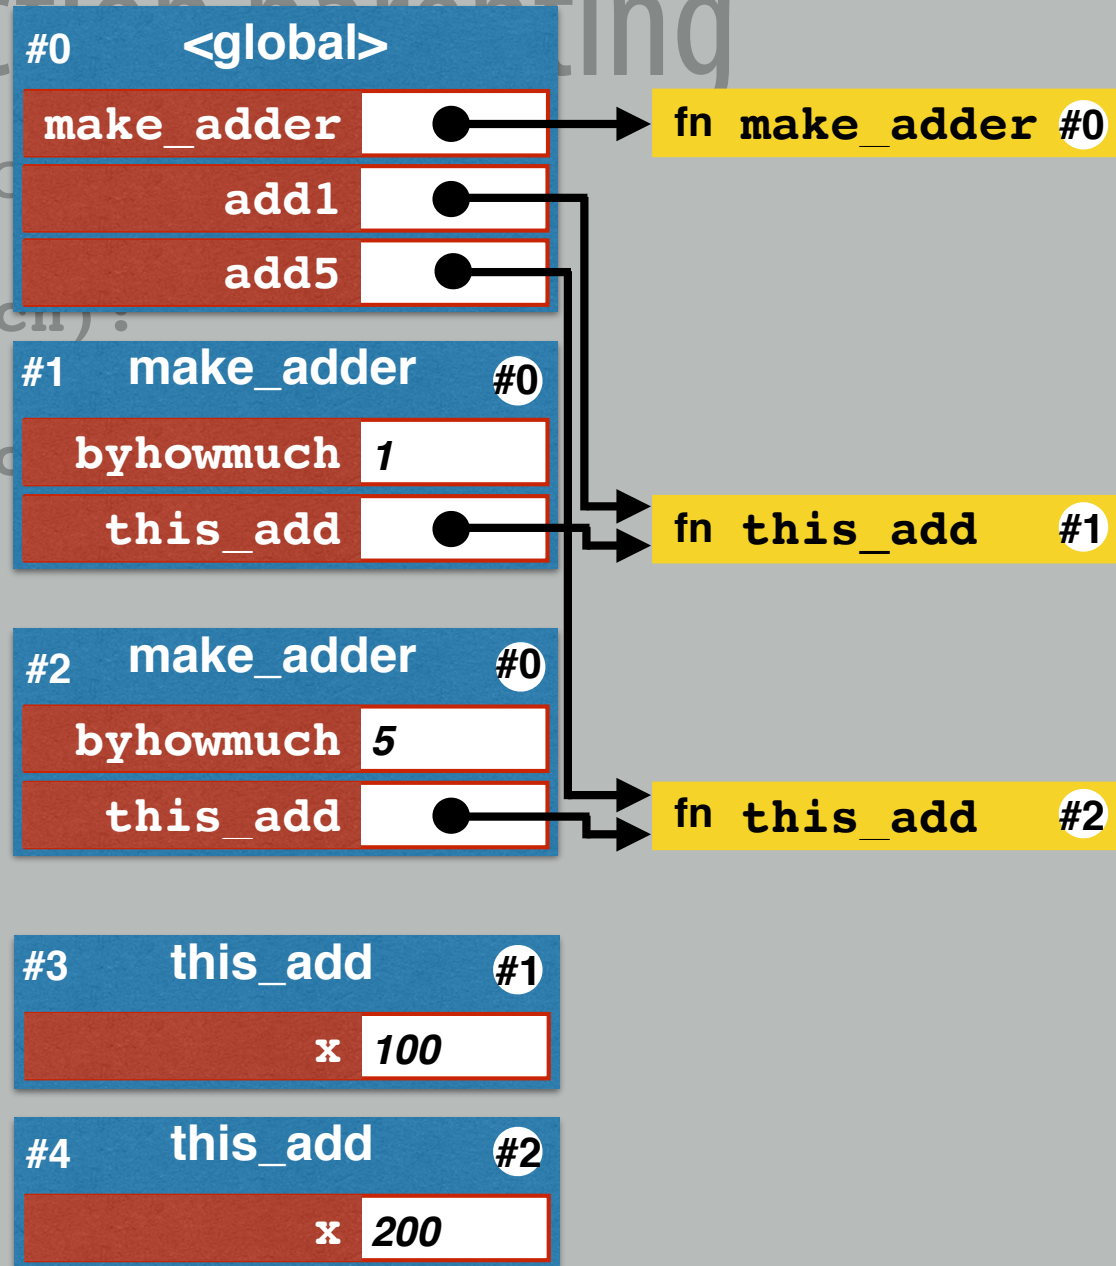 #0 <global>
make_adder fn make_adder #0
add1
add5
#1 make_adder #0
byhowmuch 1
this_add fn this_add #1
#2 make_adder #0
byhowmuch 5
this_add fn this_add #2
#3 this_add #1
x 100
#4 this_add #2
x 200